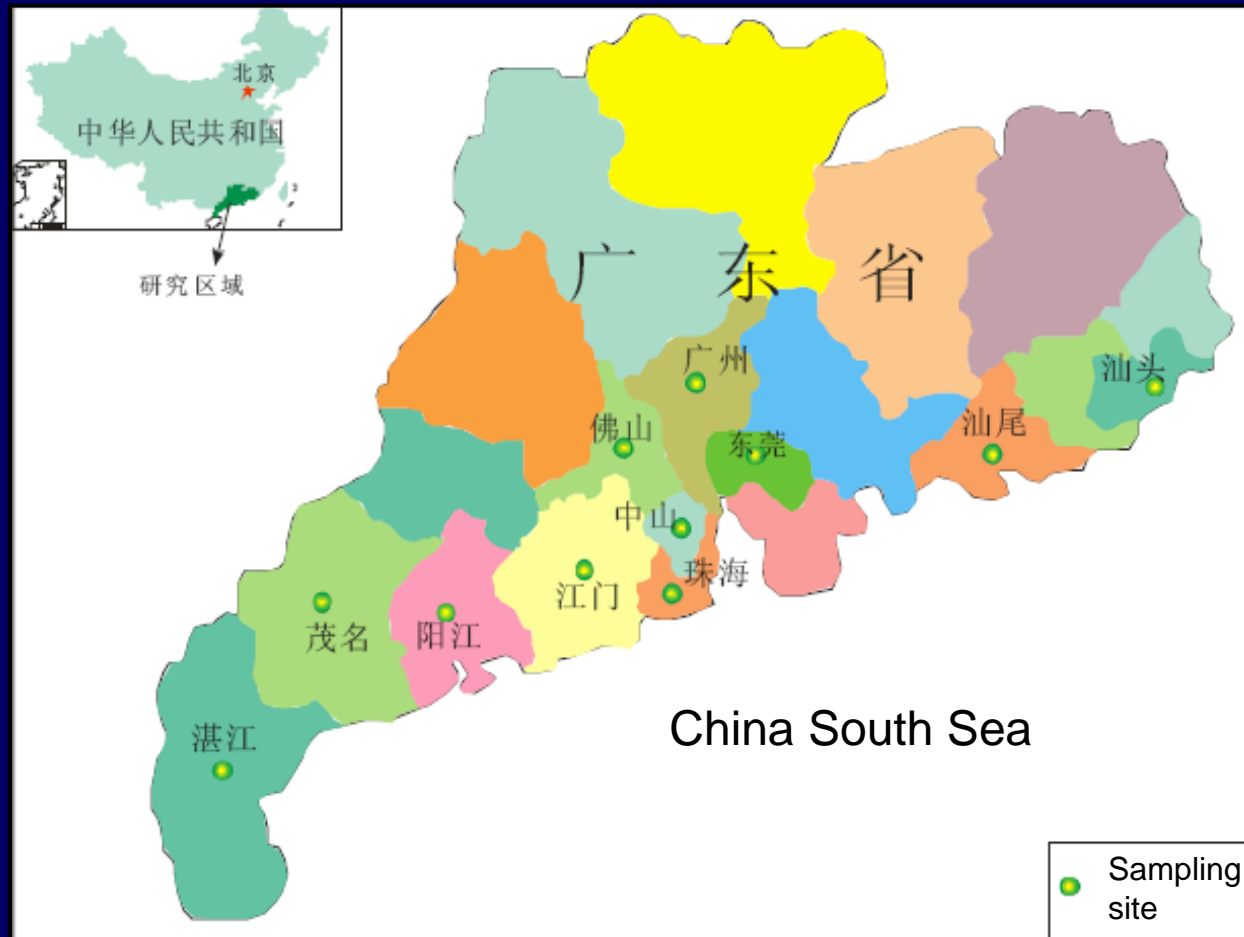 北京
中华人民共和国
研究区域
广 东 省
广州
汕头
佛山
东莞
汕尾
中山
珠海
江门
茂名
阳江
湛江
China South Sea
Sampling
site